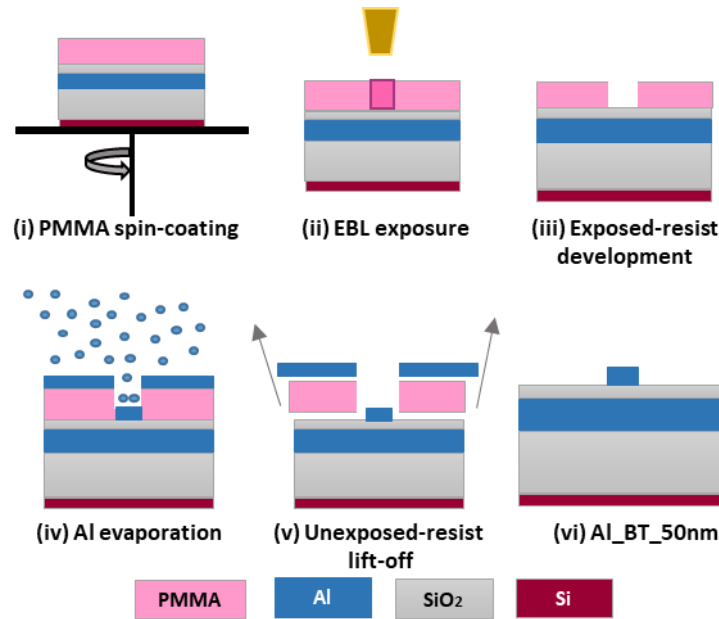 (i) PMMA spin-coating
(ii) EBL exposure
(iii) Exposed-resist
development
(iv) Al evaporation
(v) Unexposed-resist
lift-off
(vi) Al_BT_50nm
PMMA
Al
SiO₂
Si